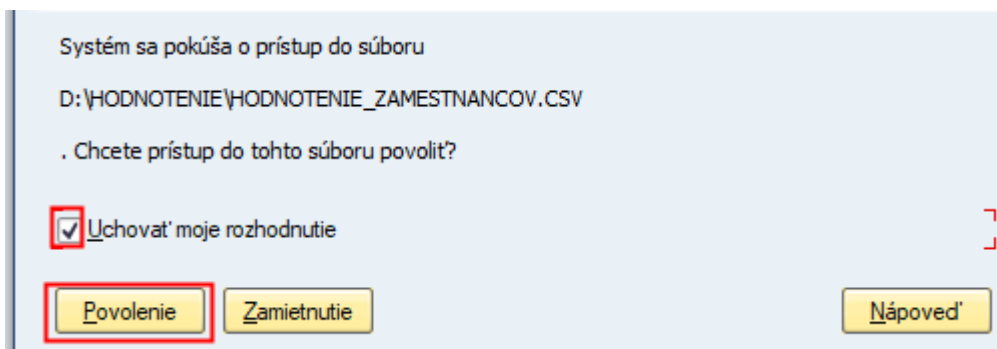 Systém sa pokúša o prístup do súboru
D:\HODNOTENIE\HODNOTENIE_ZAMESTNANCOV.CSV
. Chcete prístup do tohto súboru povoliť?
Uchovať moje rozhodnutie
Povolenie Zamietnutie Nápoveď